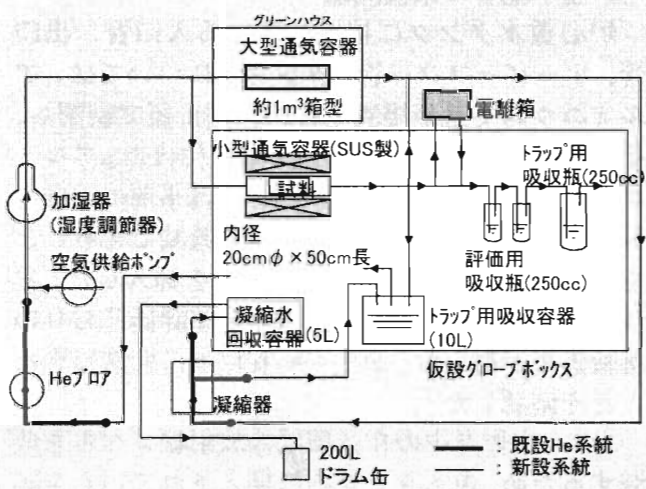 グリーンハウス
大型通気容器
約1m³箱型
電離箱
小型通気容器(SUS製)
試料
トラップ用
吸収瓶(250cc)
加湿器
(湿度調節器)
内径
20cmφ×50cm長
評価用
吸収瓶(250cc)
空気供給ポンプ
凝縮水
回収容器(5L)
トラップ用吸収容器
(10L)
仮設グローブボックス
Heブロア
凝縮器
200L
ドラム缶
:既設He系統
:新設系統